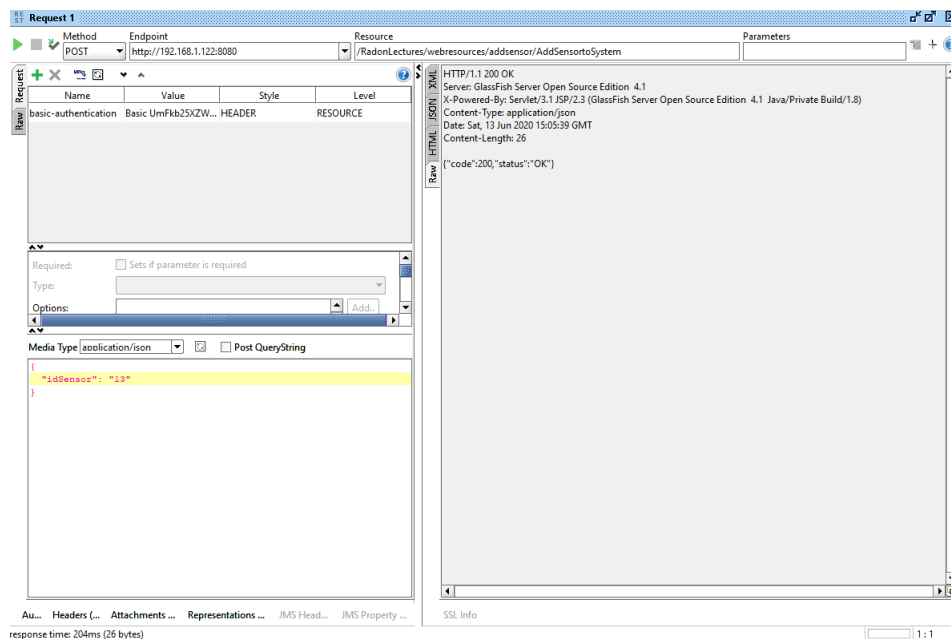 RE
ST Request 1
Method Endpoint Resource Parameters
POST http://192.168.1.122:8080 /RadonLectures/webresources/addsensor/AddSensortoSystem
Request
Raw
Name Value Style Level
basic-authentication Basic UmFkb25XZW... HEADER RESOURCE
Required: Sets if parameter is required
Type:
Options: Add..
Media Type application/json Post QueryString
{
"idSensor": "13"
}
Au... Headers (... Attachments ... Representations ... JMS Head... JMS Property ...
response time: 204ms (26 bytes)
XML
JSON
HTML
Raw
HTTP/1.1 200 OK
Server: GlassFish Server Open Source Edition 4.1
X-Powered-By: Servlet/3.1 JSP/2.3 (GlassFish Server Open Source Edition 4.1 Java/Private Build/1.8)
Content-Type: application/json
Date: Sat, 13 Jun 2020 15:05:39 GMT
Content-Length: 26
{"code":200,"status":"OK"}
SSL Info
1:1